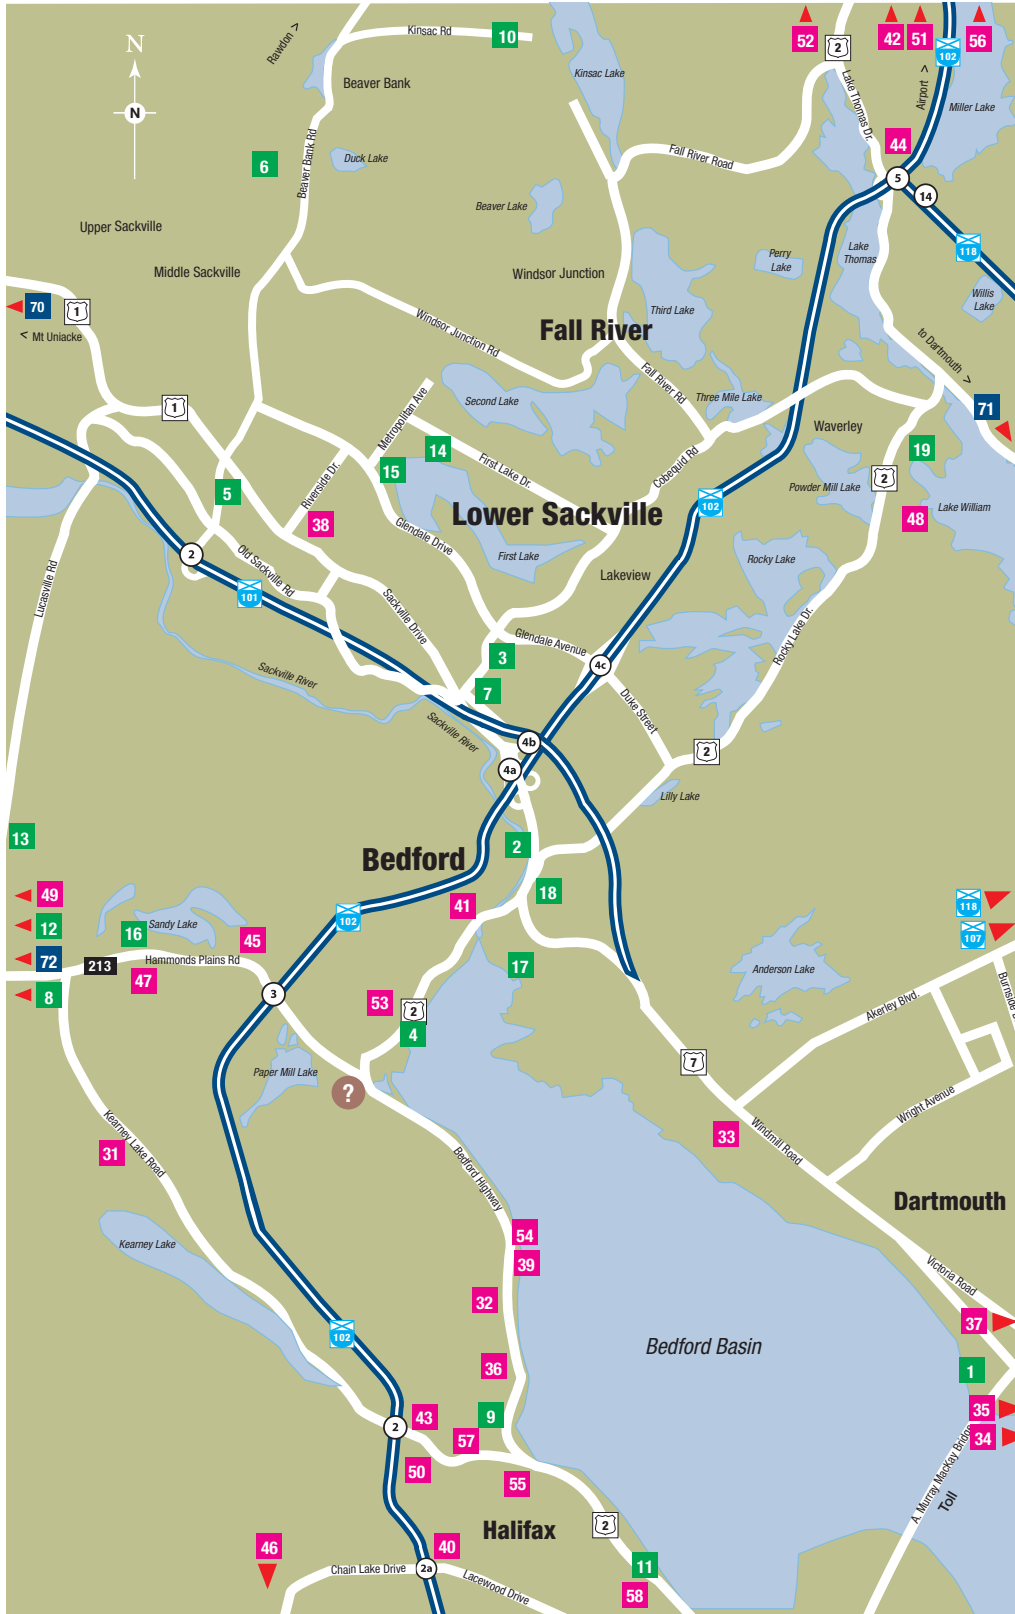 Rawdon >
Kinsac Rd
10
52
2
42
51
56
102
Airport >
N
N
Beaver Bank
Kinsac Lake
Lake Thomas Dr.
Miller Lake
44
6
Beaver Bank Rd
Duck Lake
Fall River Road
5
14
Beaver Lake
118
Upper Sackville
Middle Sackville
Windsor Junction
Perry
Lake
Lake
Thomas
Willis
Lake
70
1
< Mt Uniacke
Windsor Junction Rd
Fall River
Third Lake
to Dartmouth >
Fall River Rd
Three Mile Lake
71
1
Metropolitan Ave
Second Lake
Waverley
14
15
First Lake Dr.
Cobequid Rd
19
2
Riverside Dr.
5
Powder Mill Lake
102
38
Lower Sackville
Lake William
48
Glendale Drive
First Lake
Lakeview
Rocky Lake
2
Old Sackville Rd
101
Lucasville Rd
Sackville Drive
Glendale Avenue
Rocky Lake Dr.
3
4c
Sackville River
7
Duke Street
Sackville River
4b
2
4a
Lilly Lake
13
2
Bedford
49
18
41
118
12
16
Sandy Lake
102
107
45
72
213
Hammonds Plains Rd
17
Anderson Lake
47
8
3
53
2
Akerley Blvd.
4
7
Paper Mill Lake
?
Wright Avenue
Kearney Lake Road
33
Windmill Road
31
Bedford Highway
Dartmouth
54
Kearney Lake
39
Victoria Road
32
37
102
Bedford Basin
36
1
43
9
35
2
57
34
50
A. Murray MacKay Bridge
55
Toll
2
Halifax
46
40
11
Chain Lake Drive
2a
Lacewood Drive
58